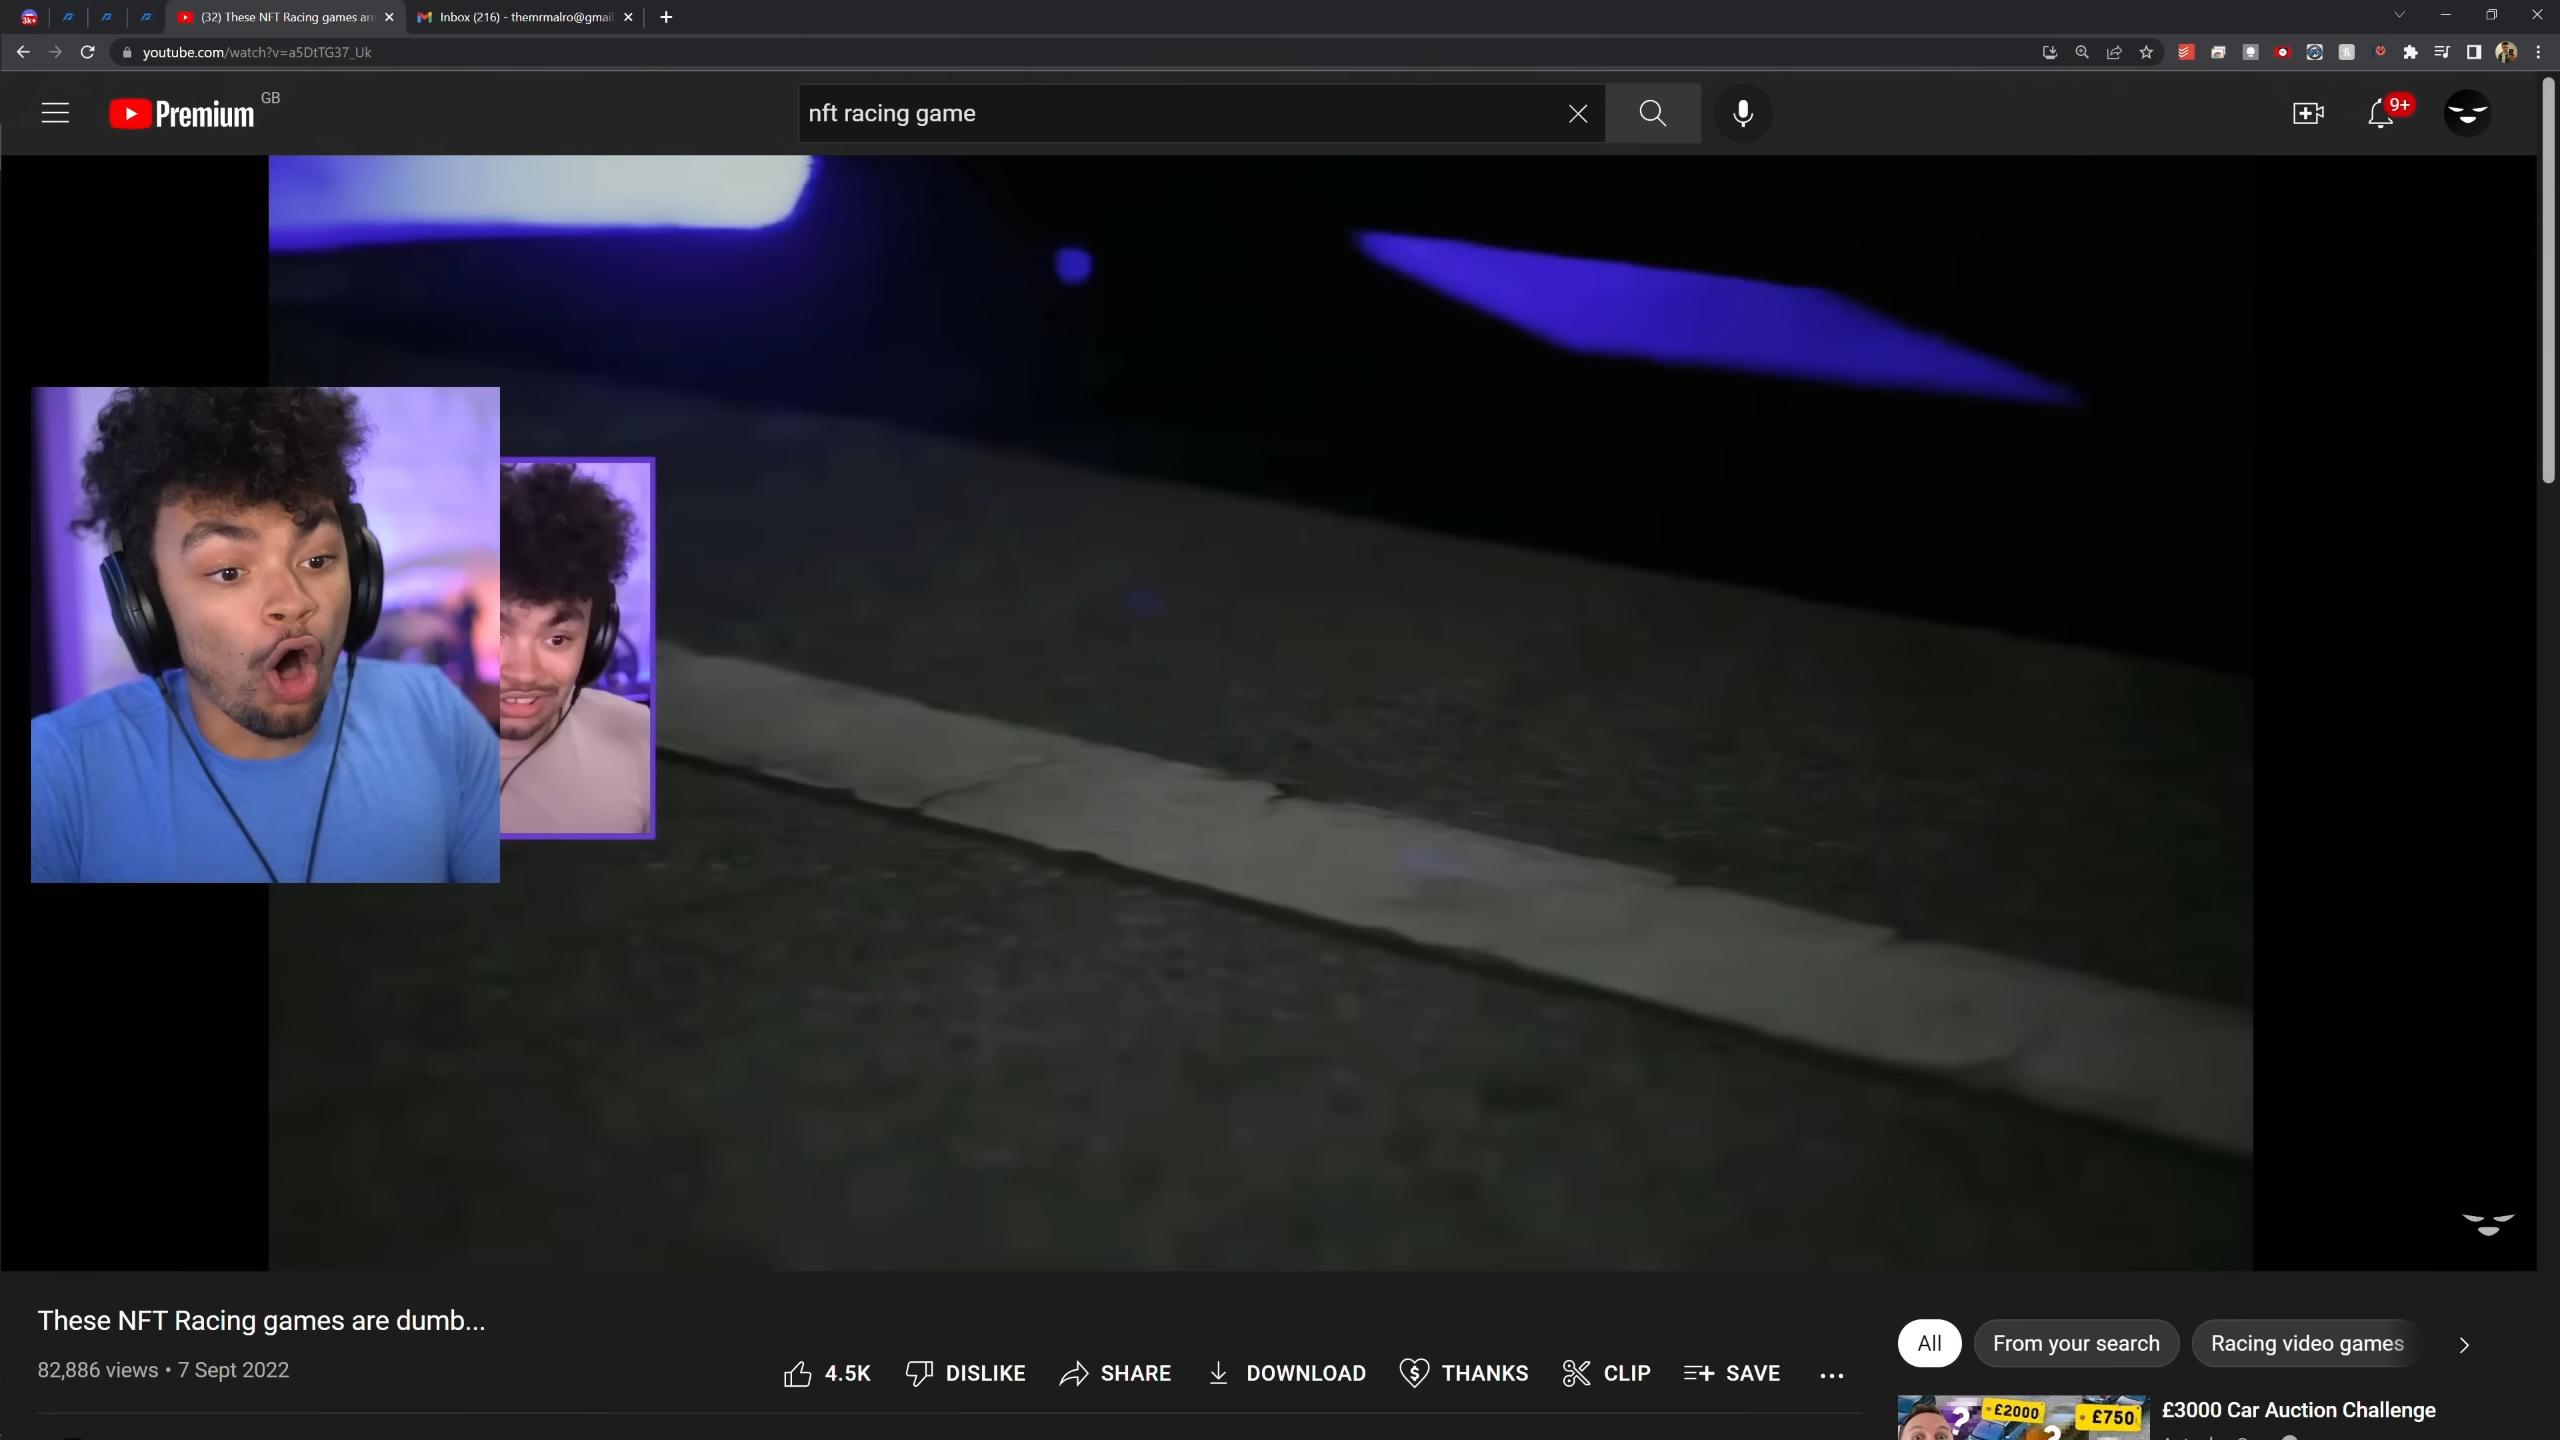 3k+
(32) These NFT Racing games are
Inbox (216) - themrmalro@gmail
youtube.com/watch?v=a5DtTG37_Uk
Premium
GB
nft racing game
9+
These NFT Racing games are dumb...
82,886 views • 7 Sept 2022
4.5K
DISLIKE
SHARE
DOWNLOAD
THANKS
CLIP
SAVE
All
From your search
Racing video games
£2000
£750
?
?
£3000 Car Auction Challenge